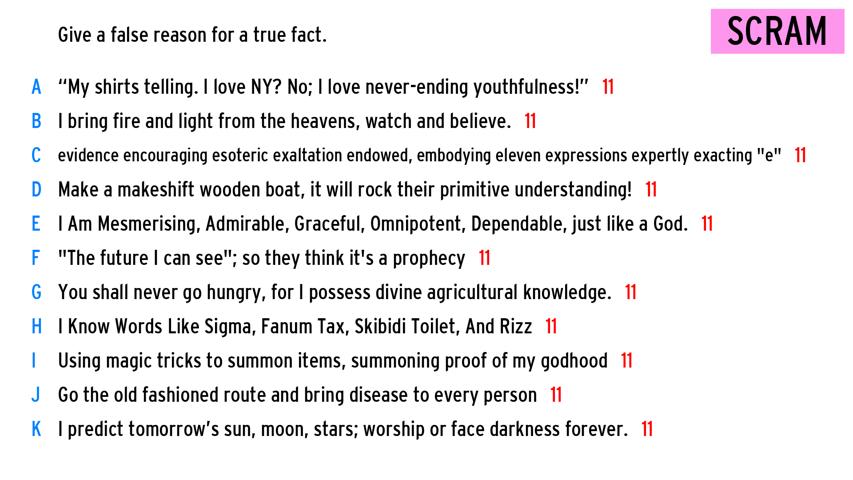 Give a false reason for a true fact.
SCRAM
A “My shirts telling. I love NY? No; I love never-ending youthfulness!” 11
B I bring fire and light from the heavens, watch and believe. 11
C evidence encouraging esoteric exaltation endowed, embodying eleven expressions expertly exacting "e" 11
D Make a makeshift wooden boat, it will rock their primitive understanding! 11
E I Am Mesmerising, Admirable, Graceful, Omnipotent, Dependable, just like a God. 11
F "The future I can see"; so they think it's a prophecy 11
G You shall never go hungry, for I possess divine agricultural knowledge. 11
H I Know Words Like Sigma, Fanum Tax, Skibidi Toilet, And Rizz 11
I Using magic tricks to summon items, summoning proof of my godhood 11
J Go the old fashioned route and bring disease to every person 11
K I predict tomorrow’s sun, moon, stars; worship or face darkness forever. 11